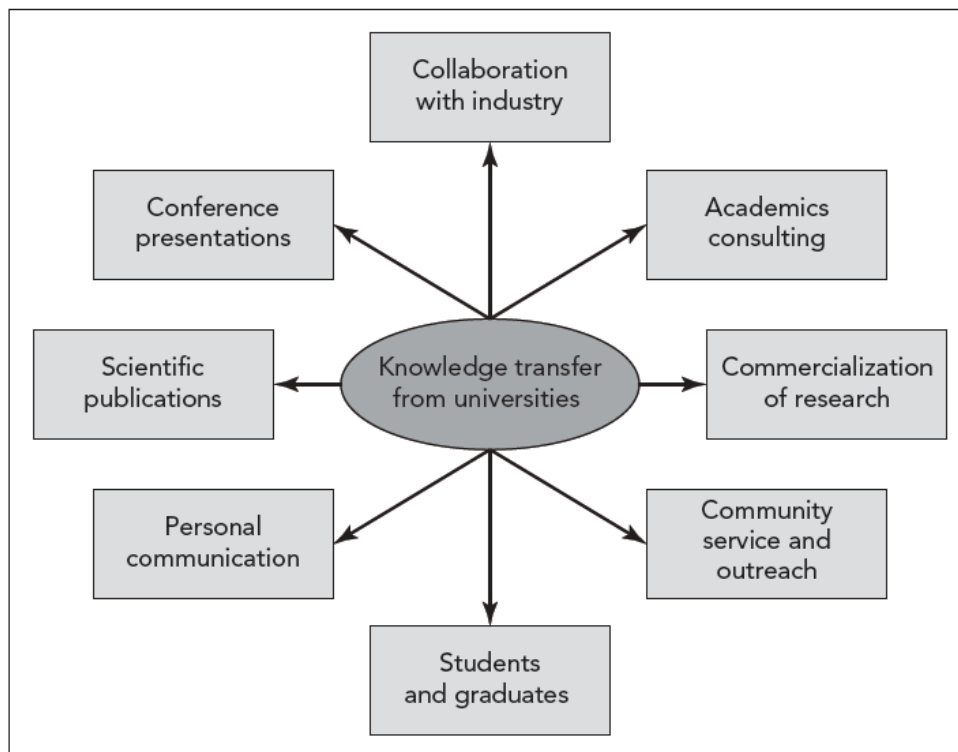 Collaboration
with industry
Conference
presentations
Academics
consulting
Scientific
publications
Knowledge transfer
from universities
Commercialization
of research
Personal
communication
Community
service and
outreach
Students
and graduates